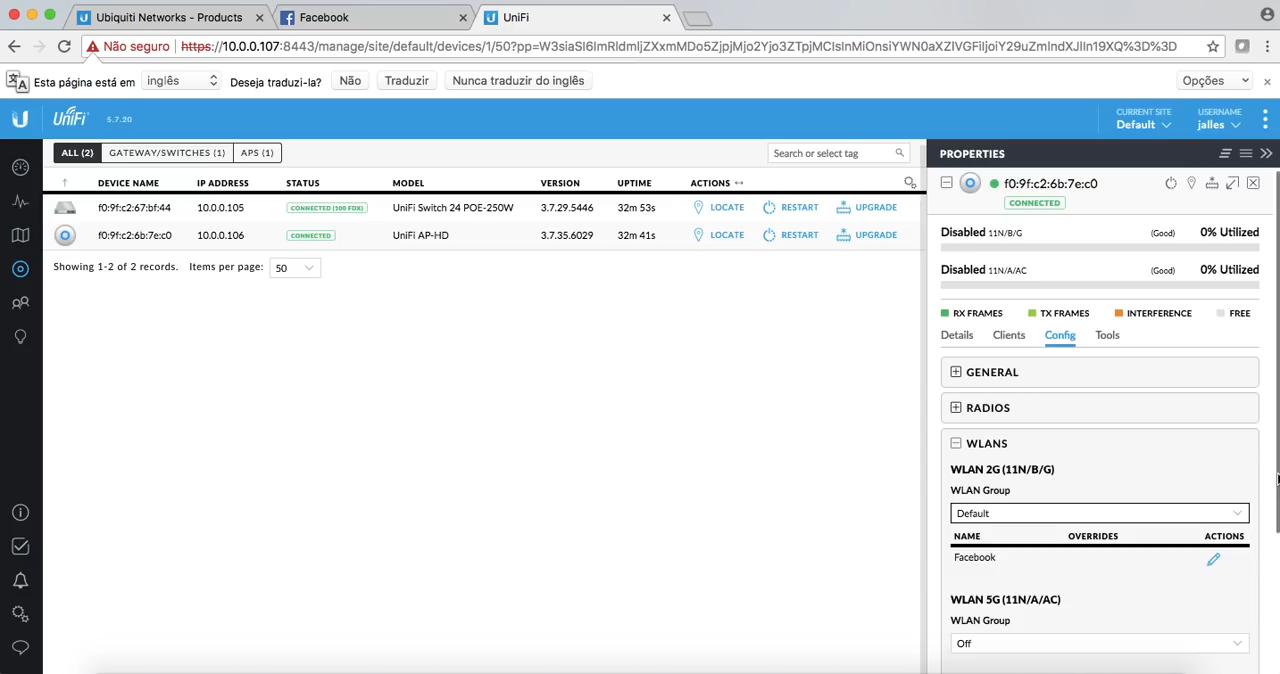 Ubiquiti Networks - Products
Facebook
UniFi
Não seguro
https://10.0.0.107:8443/manage/site/default/devices/1/50?pp=
Esta página está em
inglês
Deseja traduzi-la?
Não
Traduzir
Nunca traduzir do inglês
Opções
UniFi
5.7.20
CURRENT SITE
Default
USERNAME
jalles
ALL (2)
GATEWAY/SWITCHES (1)
APS (1)
Search or select tag
DEVICE NAME IP ADDRESS STATUS MODEL VERSION UPTIME ACTIONS
f0:9f:c2:67:bf:44 10.0.0.105 CONNECTED (100 FDX) UniFi Switch 24 POE-250W 3.7.29.5446 32m 53s LOCATE RESTART UPGRADE
f0:9f:c2:6b:7e:c0 10.0.0.106 CONNECTED UniFi AP-HD 3.7.35.6029 32m 41s LOCATE RESTART UPGRADE
Showing 1-2 of 2 records. Items per page: 50
PROPERTIES
f0:9f:c2:6b:7e:c0
CONNECTED
Disabled 11N/B/G (Good) 0% Utilized
Disabled 11N/A/AC (Good) 0% Utilized
RX FRAMES TX FRAMES INTERFERENCE FREE
Details Clients Config Tools
GENERAL
RADIOS
WLANS
WLAN 2G (11N/B/G)
WLAN Group
Default
NAME OVERRIDES ACTIONS
Facebook
WLAN 5G (11N/A/AC)
WLAN Group
Off